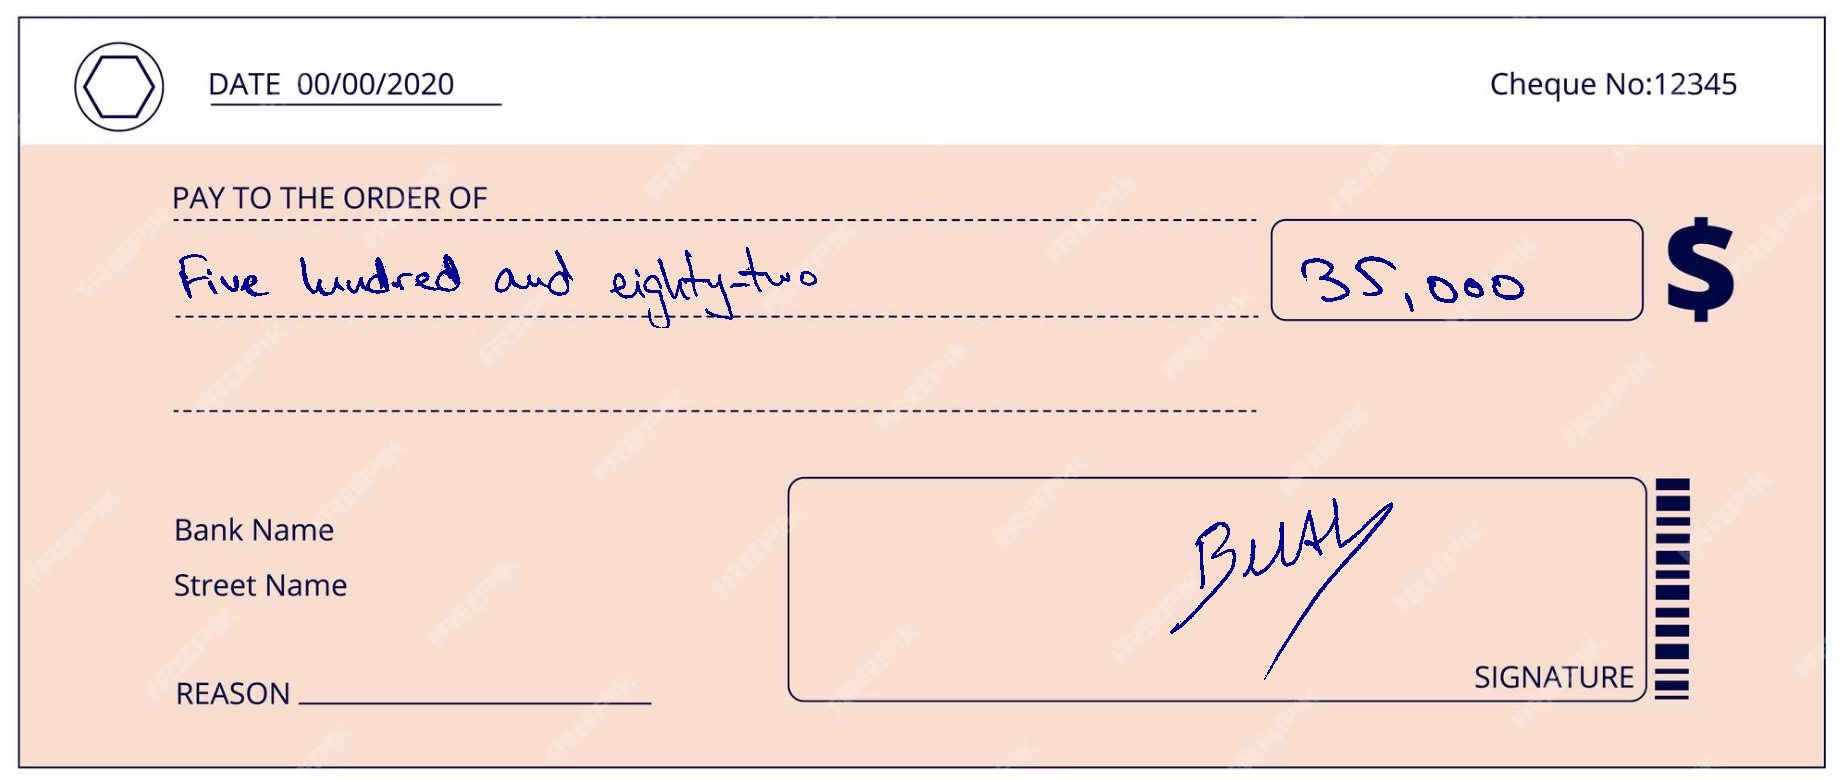 DATE 00/00/2020
Cheque No:12345
PAY TO THE ORDER OF
Five hundred and eighty-two
35,000
$
Bank Name
Street Name
REASON
SIGNATURE